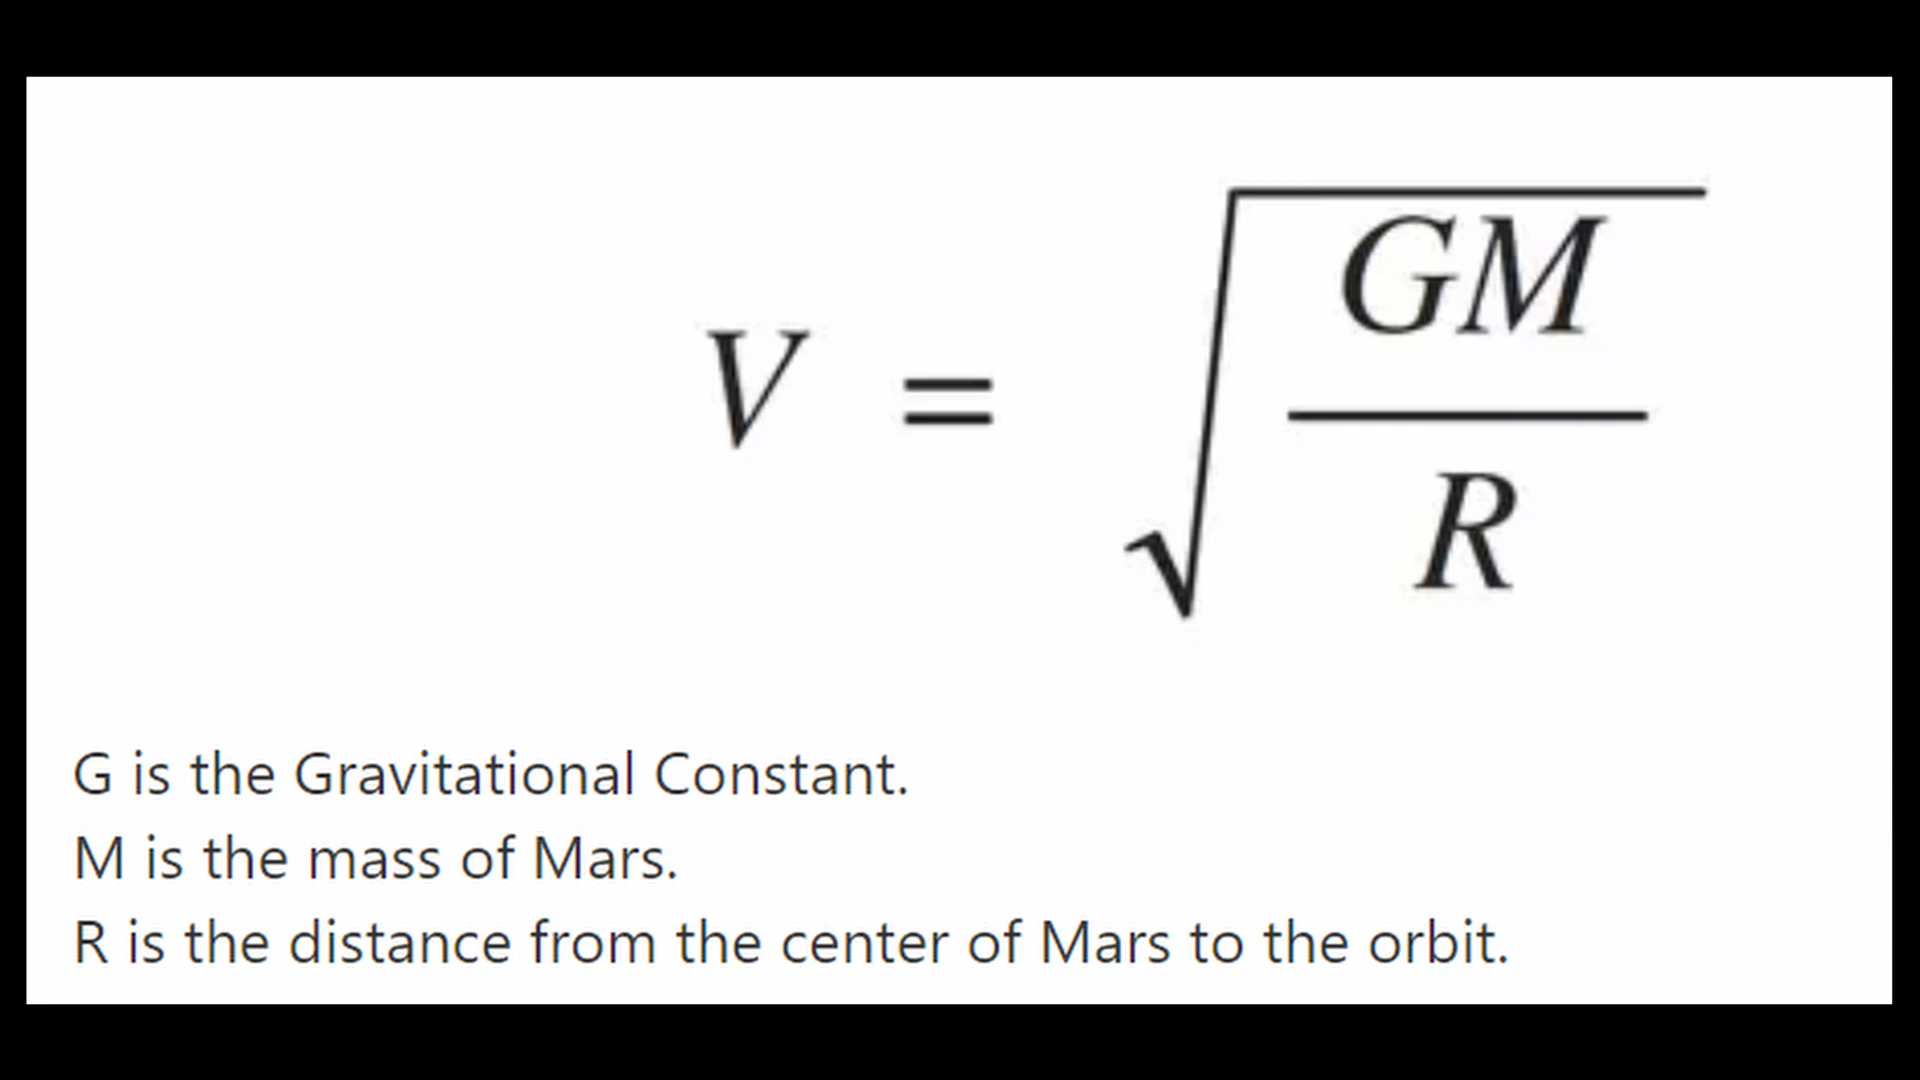 V = √(GM/R)
G is the Gravitational Constant.
M is the mass of Mars.
R is the distance from the center of Mars to the orbit.